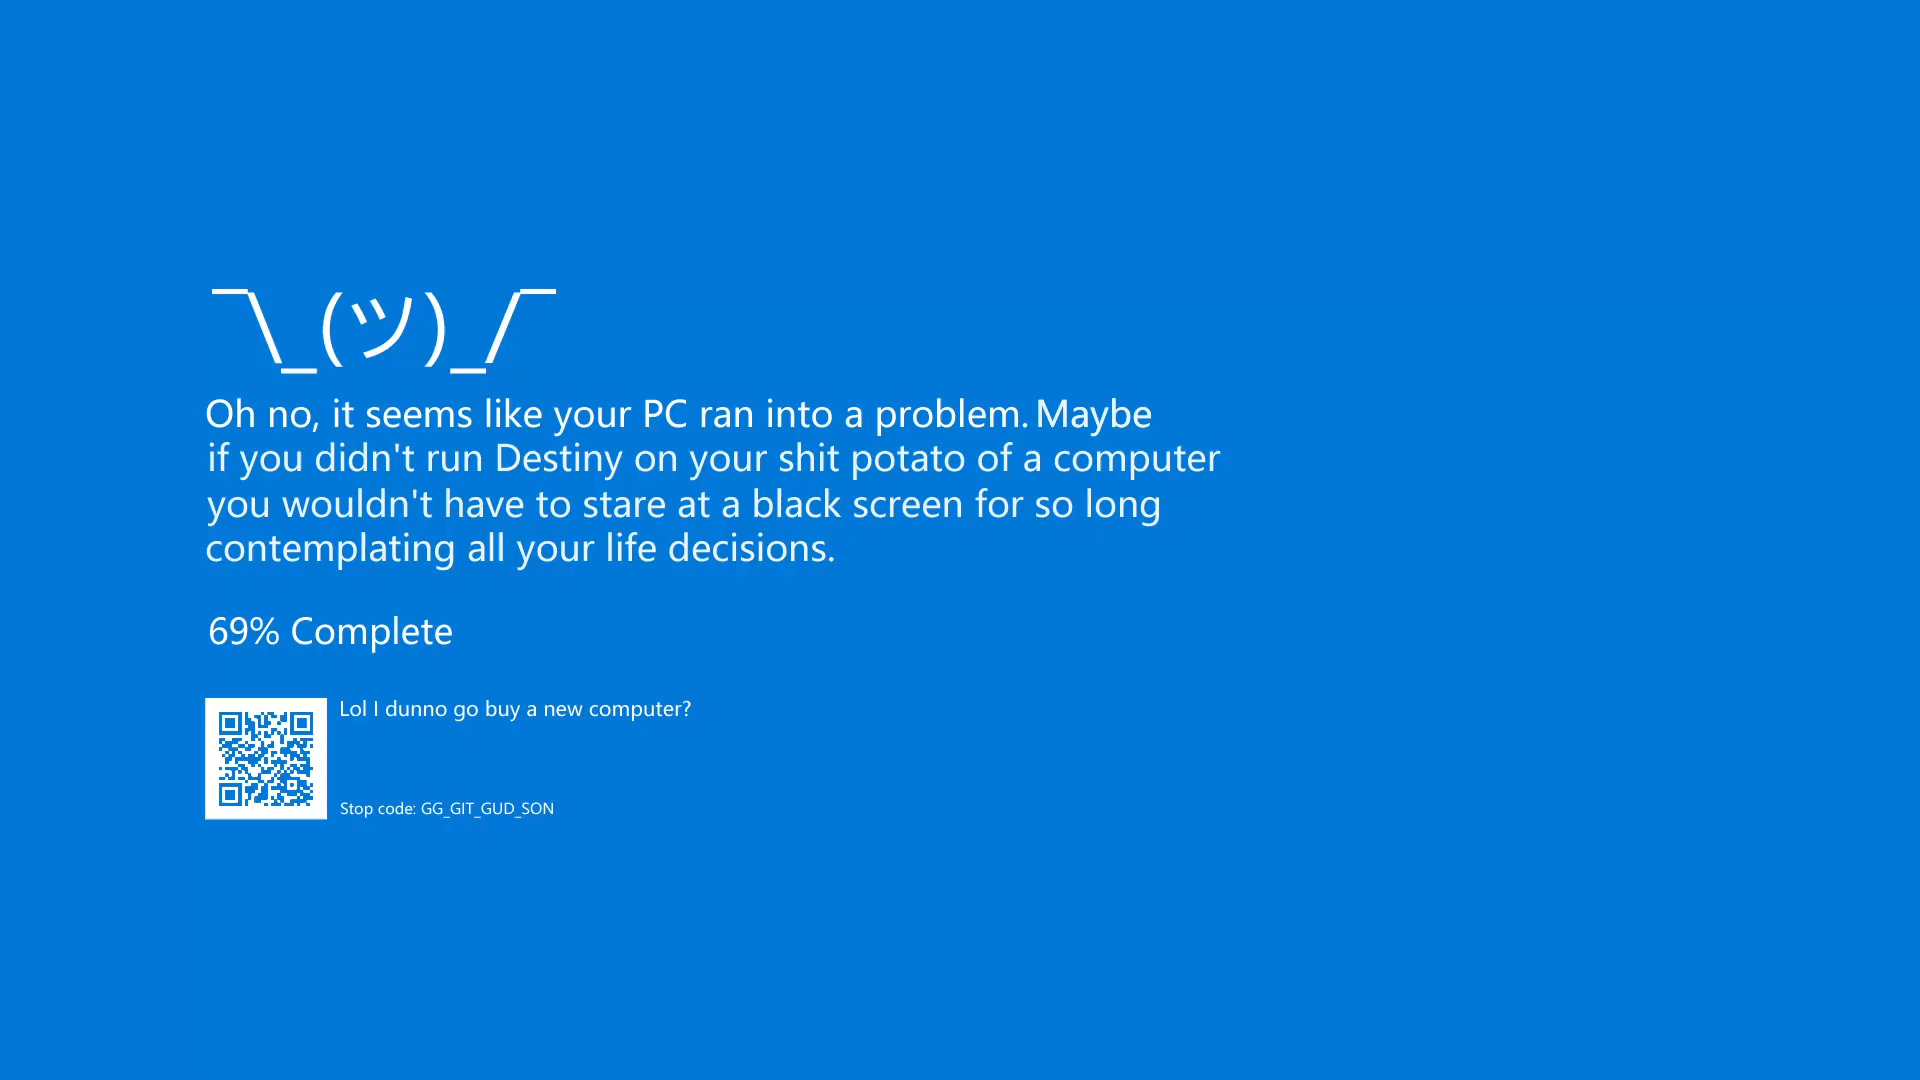 ¯\_(ツ)_/¯
Oh no, it seems like your PC ran into a problem. Maybe
if you didn't run Destiny on your shit potato of a computer
you wouldn't have to stare at a black screen for so long
contemplating all your life decisions.
69% Complete
Lol I dunno go buy a new computer?
Stop code: GG_GIT_GUD_SON